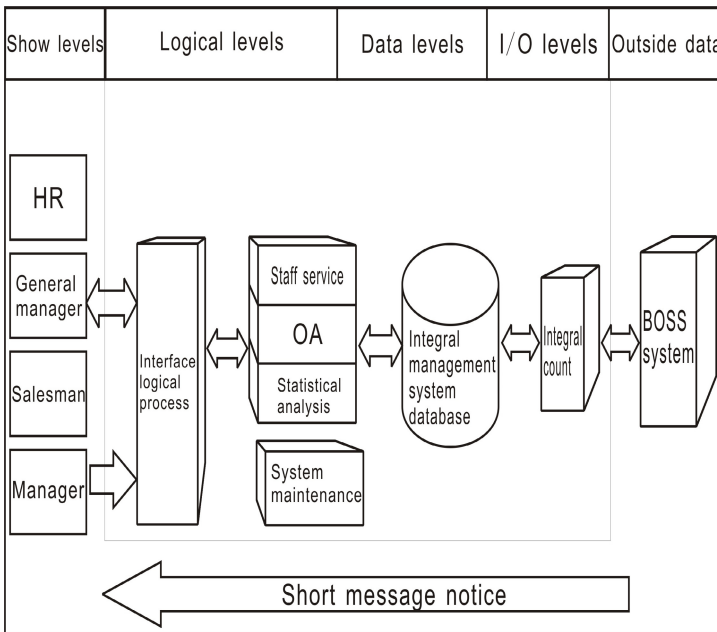 Show levels
Logical levels
Data levels
I/O levels
Outside data
HR
General
manager
Salesman
Manager
Interface
logical
process
Staff service
OA
Statistical
analysis
System
maintenance
Integral
management
system
database
Integral
count
BOSS
system
Short message notice